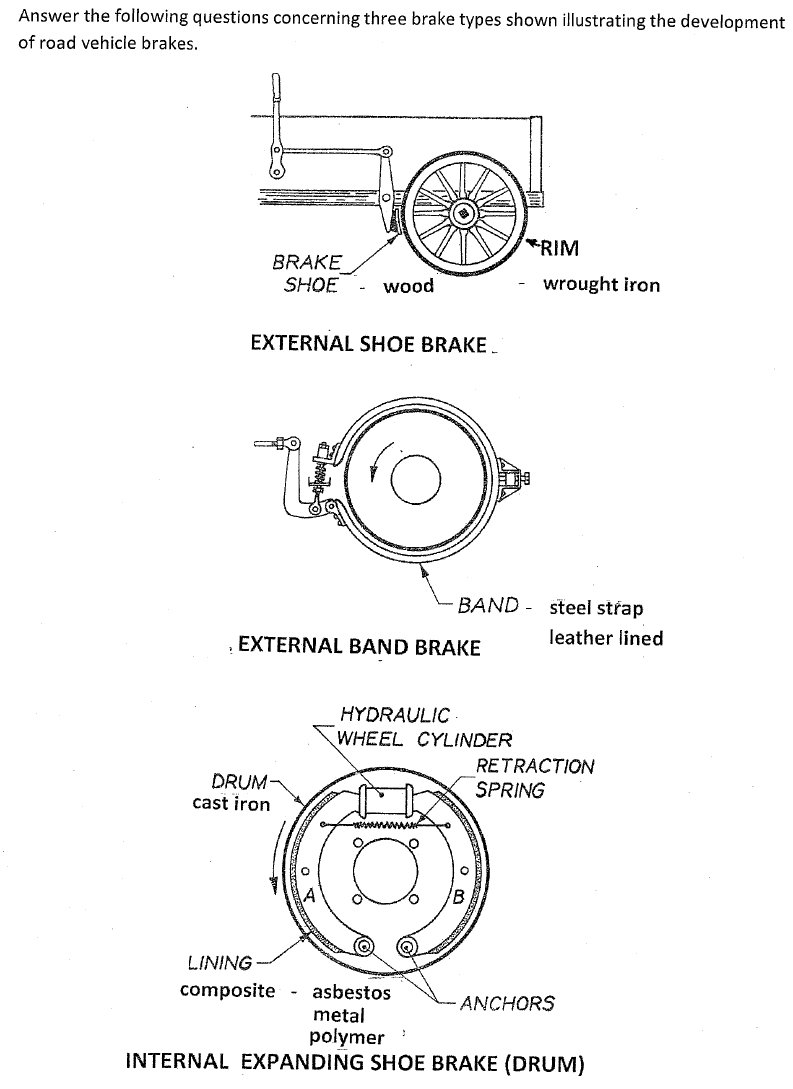 Answer the following questions concerning three brake types shown illustrating the development
of road vehicle brakes.
RIM
BRAKE
SHOE - wood
- wrought iron
EXTERNAL SHOE BRAKE
BAND - steel strap
leather lined
EXTERNAL BAND BRAKE
HYDRAULIC
WHEEL CYLINDER
RETRACTION
SPRING
DRUM
cast iron
A
B
LINING
composite - asbestos
metal
polymer
ANCHORS
INTERNAL EXPANDING SHOE BRAKE (DRUM)